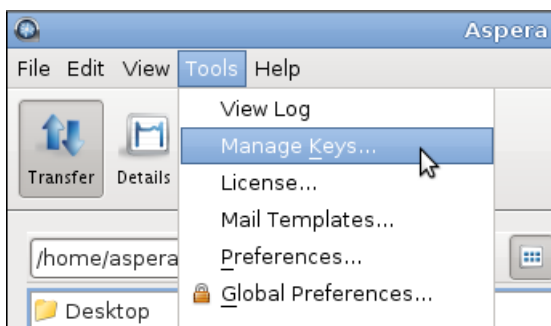 Aspera
File Edit View Tools Help
View Log
Manage Keys...
License...
Mail Templates...
Preferences...
Global Preferences...
Transfer Details
/home/aspera
Desktop